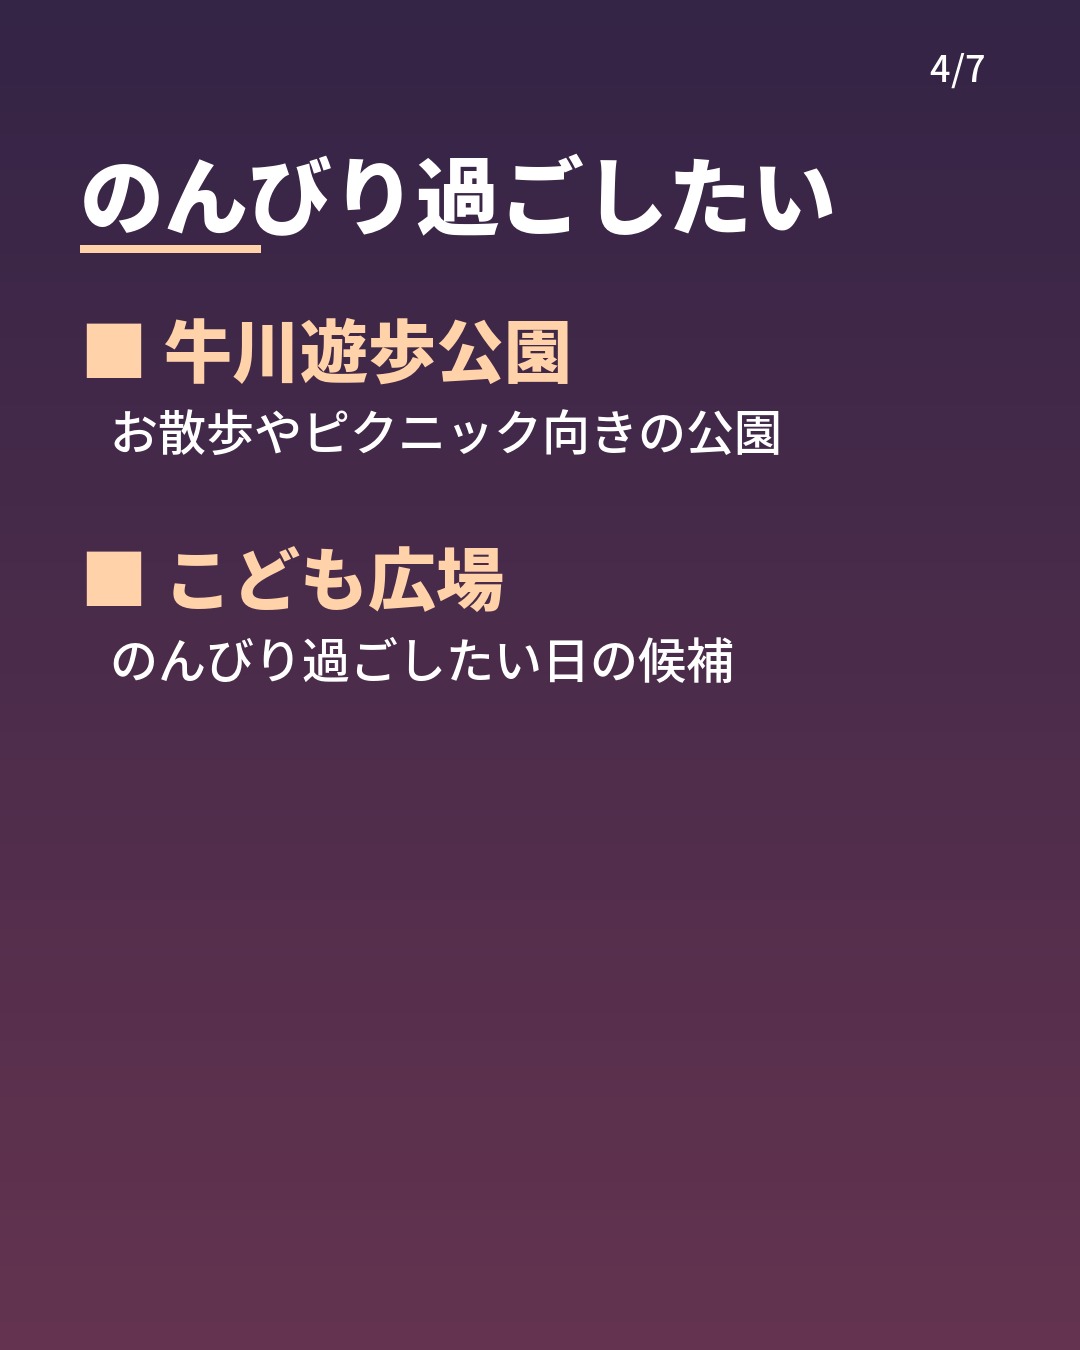 4/7
のんびり過ごしたい
■ 牛川遊歩公園
お散歩やピクニック向きの公園
■ こども広場
のんびり過ごしたい日の候補